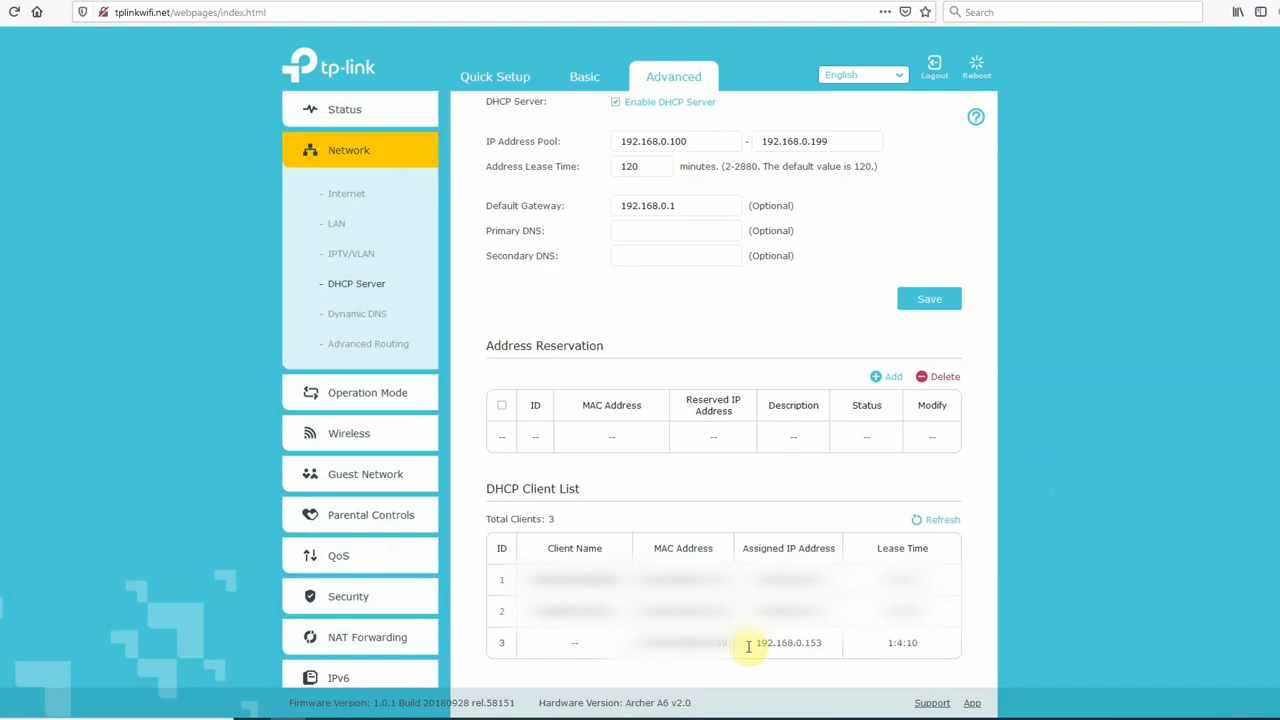 tplinkwifi.net/webpages/index.html
Search
tp-link
Quick Setup
Basic
Advanced
English
Logout
Reboot
Status
Network
- Internet
- LAN
- IPTV/VLAN
- DHCP Server
- Dynamic DNS
- Advanced Routing
Operation Mode
Wireless
Guest Network
Parental Controls
QoS
Security
NAT Forwarding
IPv6
DHCP Server: Enable DHCP Server
IP Address Pool: 192.168.0.100 - 192.168.0.199
Address Lease Time: 120 minutes. (2-2880. The default value is 120.)
Default Gateway: 192.168.0.1 (Optional)
Primary DNS: (Optional)
Secondary DNS: (Optional)
Save
Address Reservation
Add Delete
ID MAC Address Reserved IP Address Description Status Modify
-- -- -- -- -- -- --
DHCP Client List
Total Clients: 3 Refresh
ID Client Name MAC Address Assigned IP Address Lease Time
1
2
3 -- 192.168.0.153 1:4:10
Firmware Version: 1.0.1 Build 20180928 rel.58151 Hardware Version: Archer A6 v2.0 Support App